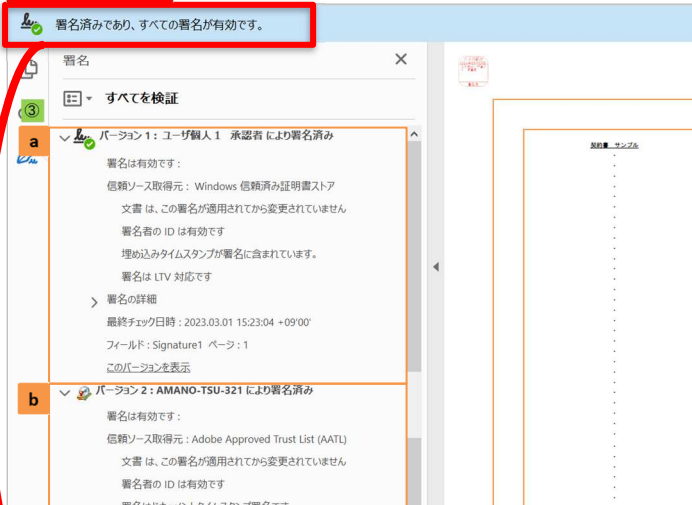 署名済みであり、すべての署名が有効です。
署名
すべてを検証
③
a
バージョン 1 : ユーザ個人 1 承認者 により署名済み
署名は有効です :
信頼ソース取得元 : Windows 信頼済み証明書ストア
文書 は、この署名が適用されてから変更されていません
署名者の ID は有効です
埋め込みタイムスタンプが署名に含まれています。
署名は LTV 対応です
署名の詳細
最終チェック日時 : 2023.03.01 15:23:04 +09'00'
フィールド : Signature1 ページ : 1
このバージョンを表示
b
バージョン 2 : AMANO-TSU-321 により署名済み
署名は有効です :
信頼ソース取得元 : Adobe Approved Trust List (AATL)
文書 は、この署名が適用されてから変更されていません
署名者の ID は有効です
契約書 サンプル